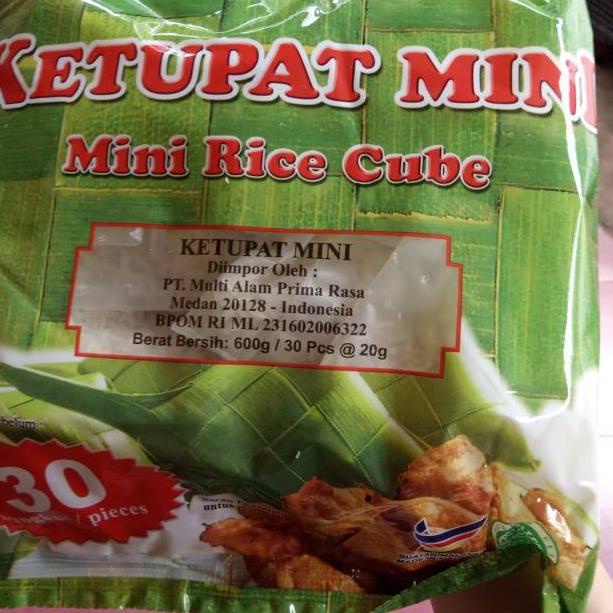 KETUPAT MINI
Mini Rice Cube
KETUPAT MINI
Diimpor Oleh :
PT. Multi Alam Prima Rasa
Medan 20128 - Indonesia
BPOM RI ML 231602006322
Berat Bersih: 600g / 30 Pcs @ 20g
30
/ pieces